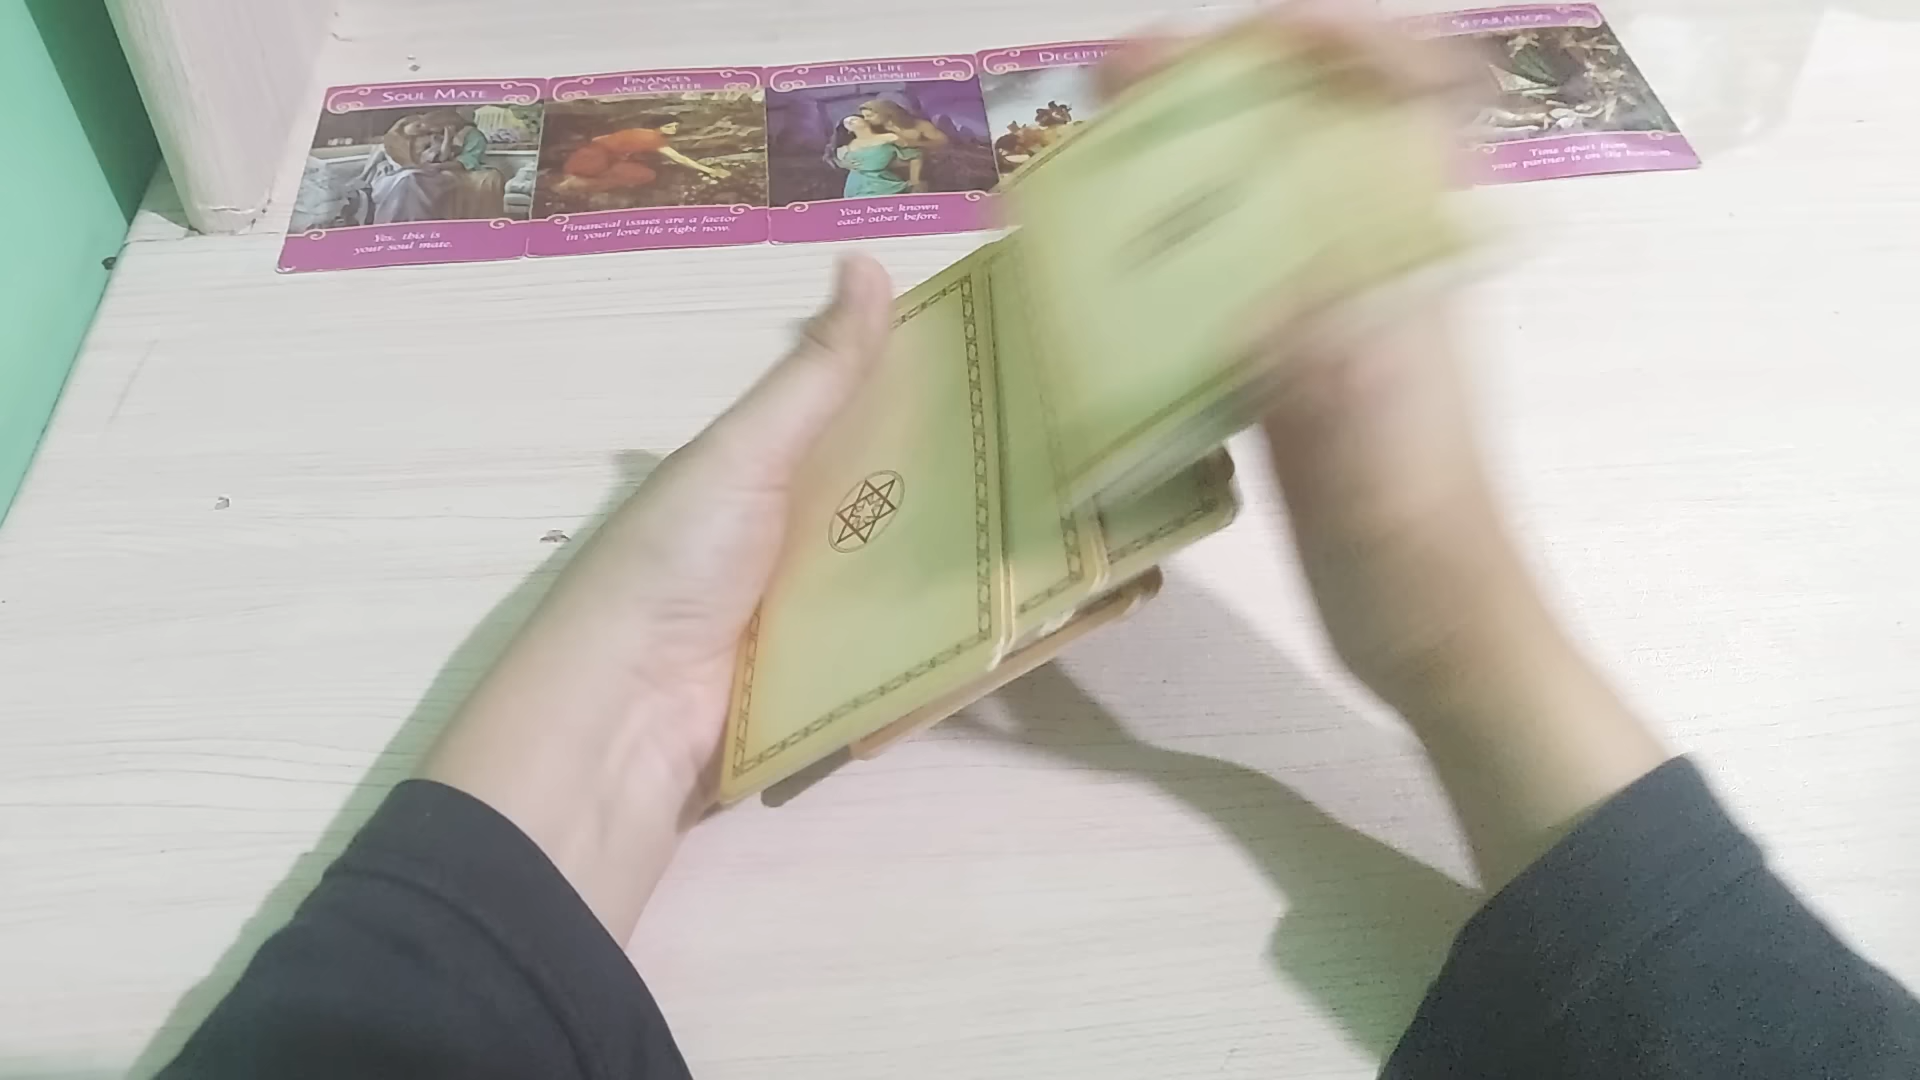 SOUL MATE
Yes, this is
your soul mate.
FINANCES
AND CAREER
Financial issues are a factor
in your love life right now.
PAST-LIFE
RELATIONSHIP
You have known
each other before.
DECEPTI
SEPARATION
Time apart from
your partner is on the horizon.